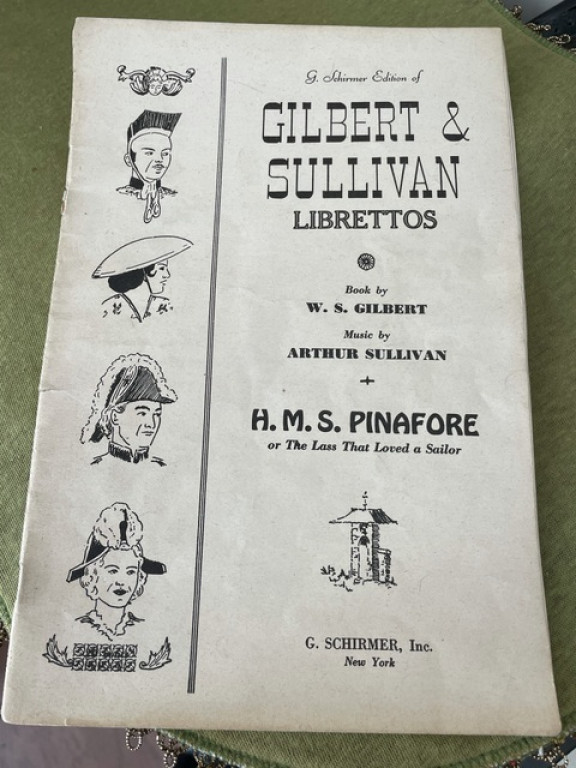 G. Schirmer Edition of
GILBERT &
SULLIVAN
LIBRETTOS
Book by
W. S. GILBERT
Music by
ARTHUR SULLIVAN
H. M. S. PINAFORE
or The Lass That Loved a Sailor
G. SCHIRMER, Inc.
New York